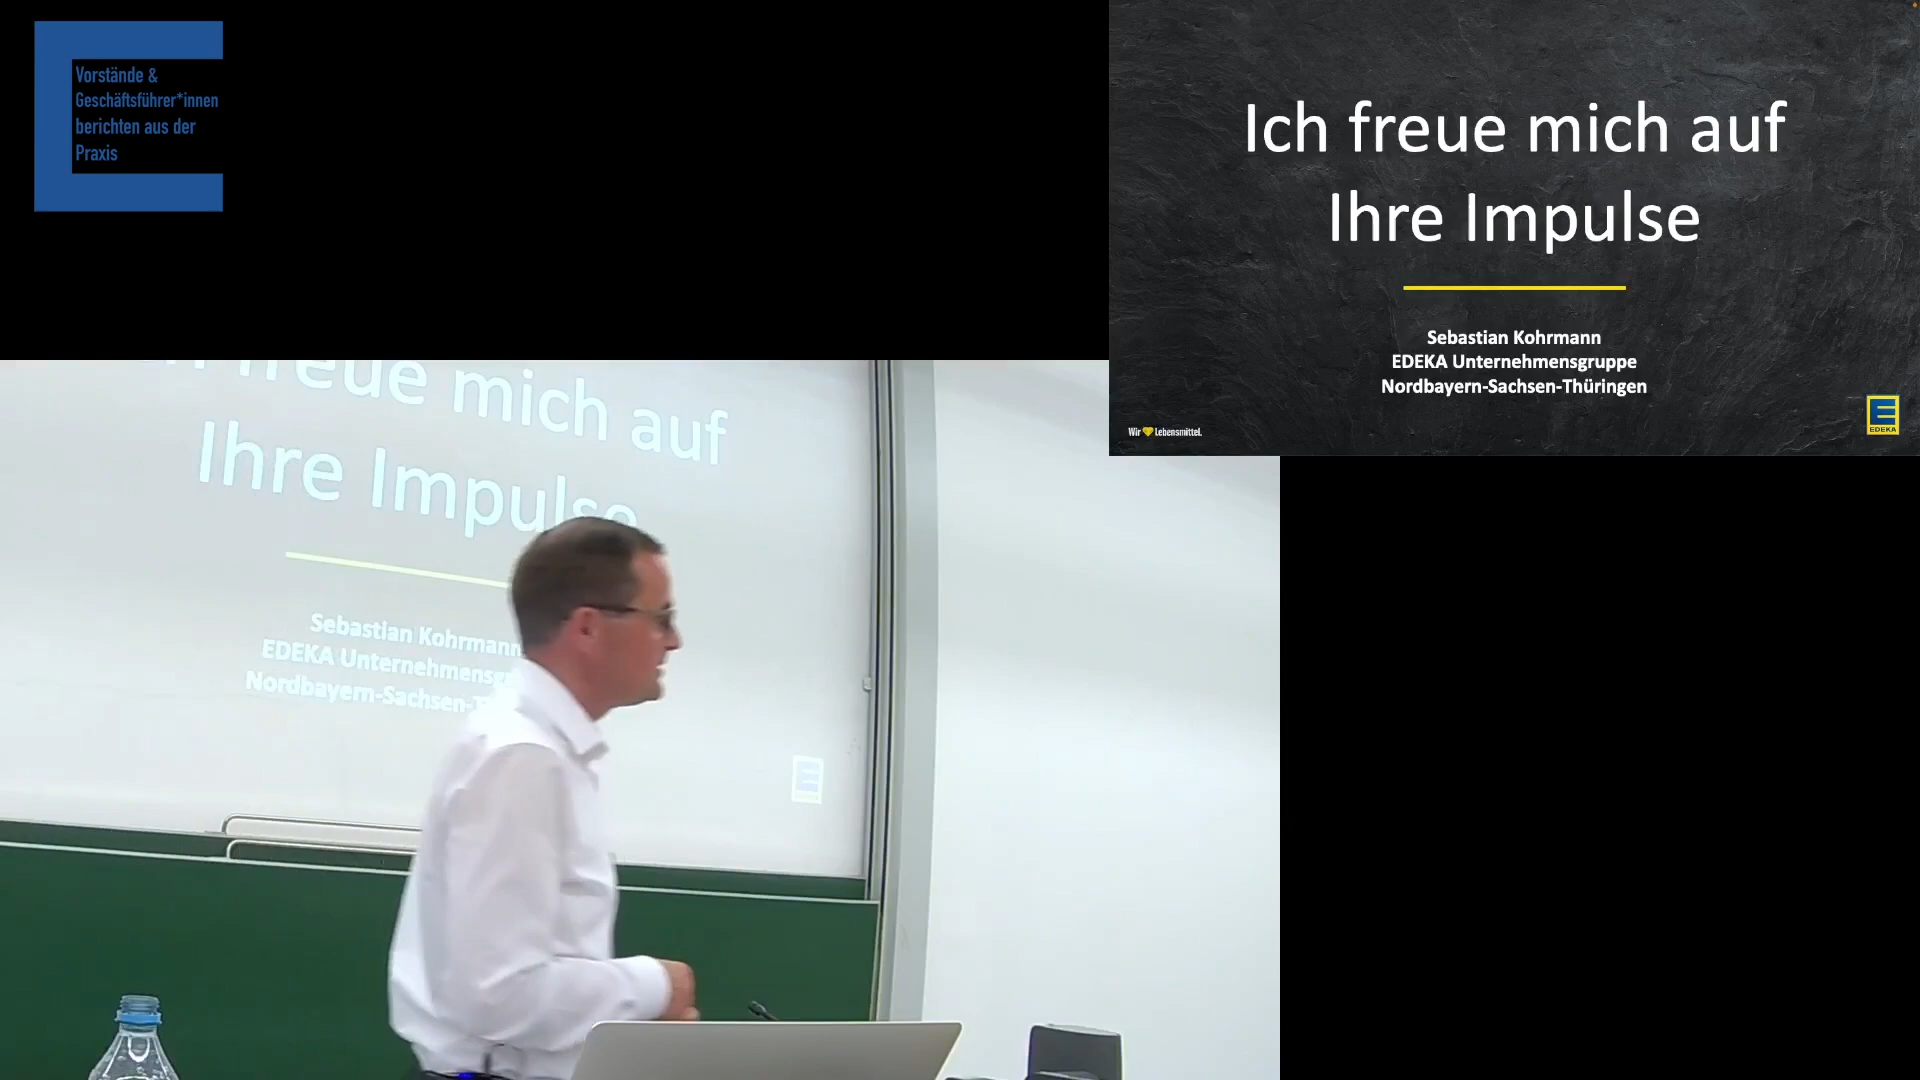 Vorstände &
Geschäftsführer*innen
berichten aus der
Praxis
Ich freue mich auf
Ihre Impulse
Sebastian Kohrmann
EDEKA Unternehmensgruppe
Nordbayern-Sachsen-Thüringen
Wir Lebensmittel.
EDEKA
freue mich auf
Ihre Impulse
Sebastian Kohrmann
EDEKA
Nordbayern-Sachsen-